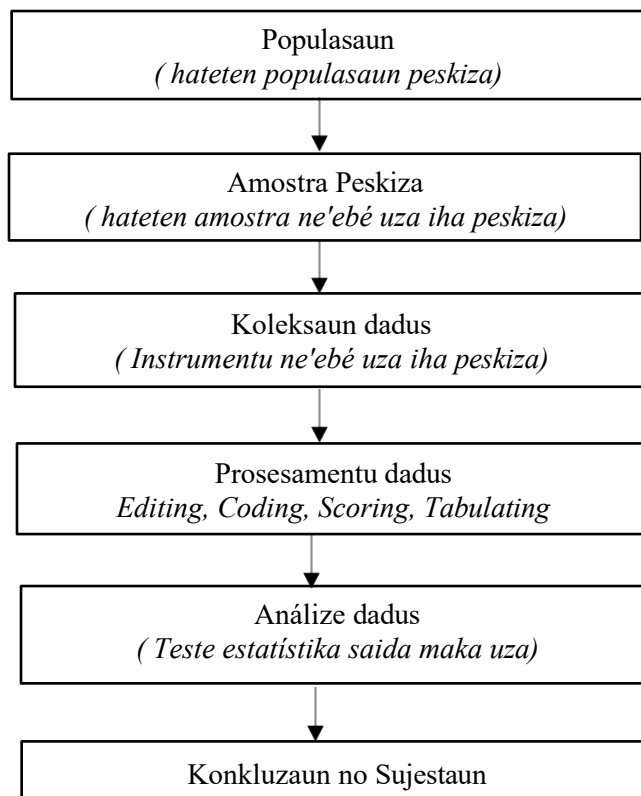 Populasaun
( hateten populasaun peskiza)
Amostra Peskiza
( hateten amostra ne'ebé uza iha peskiza)
Koleksaun dadus
( Instrumentu ne'ebé uza iha peskiza)
Prosesamentu dadus
Editing, Coding, Scoring, Tabulating
Análize dadus
( Teste estatístika saida maka uza)
Konkluzaun no Sujestaun